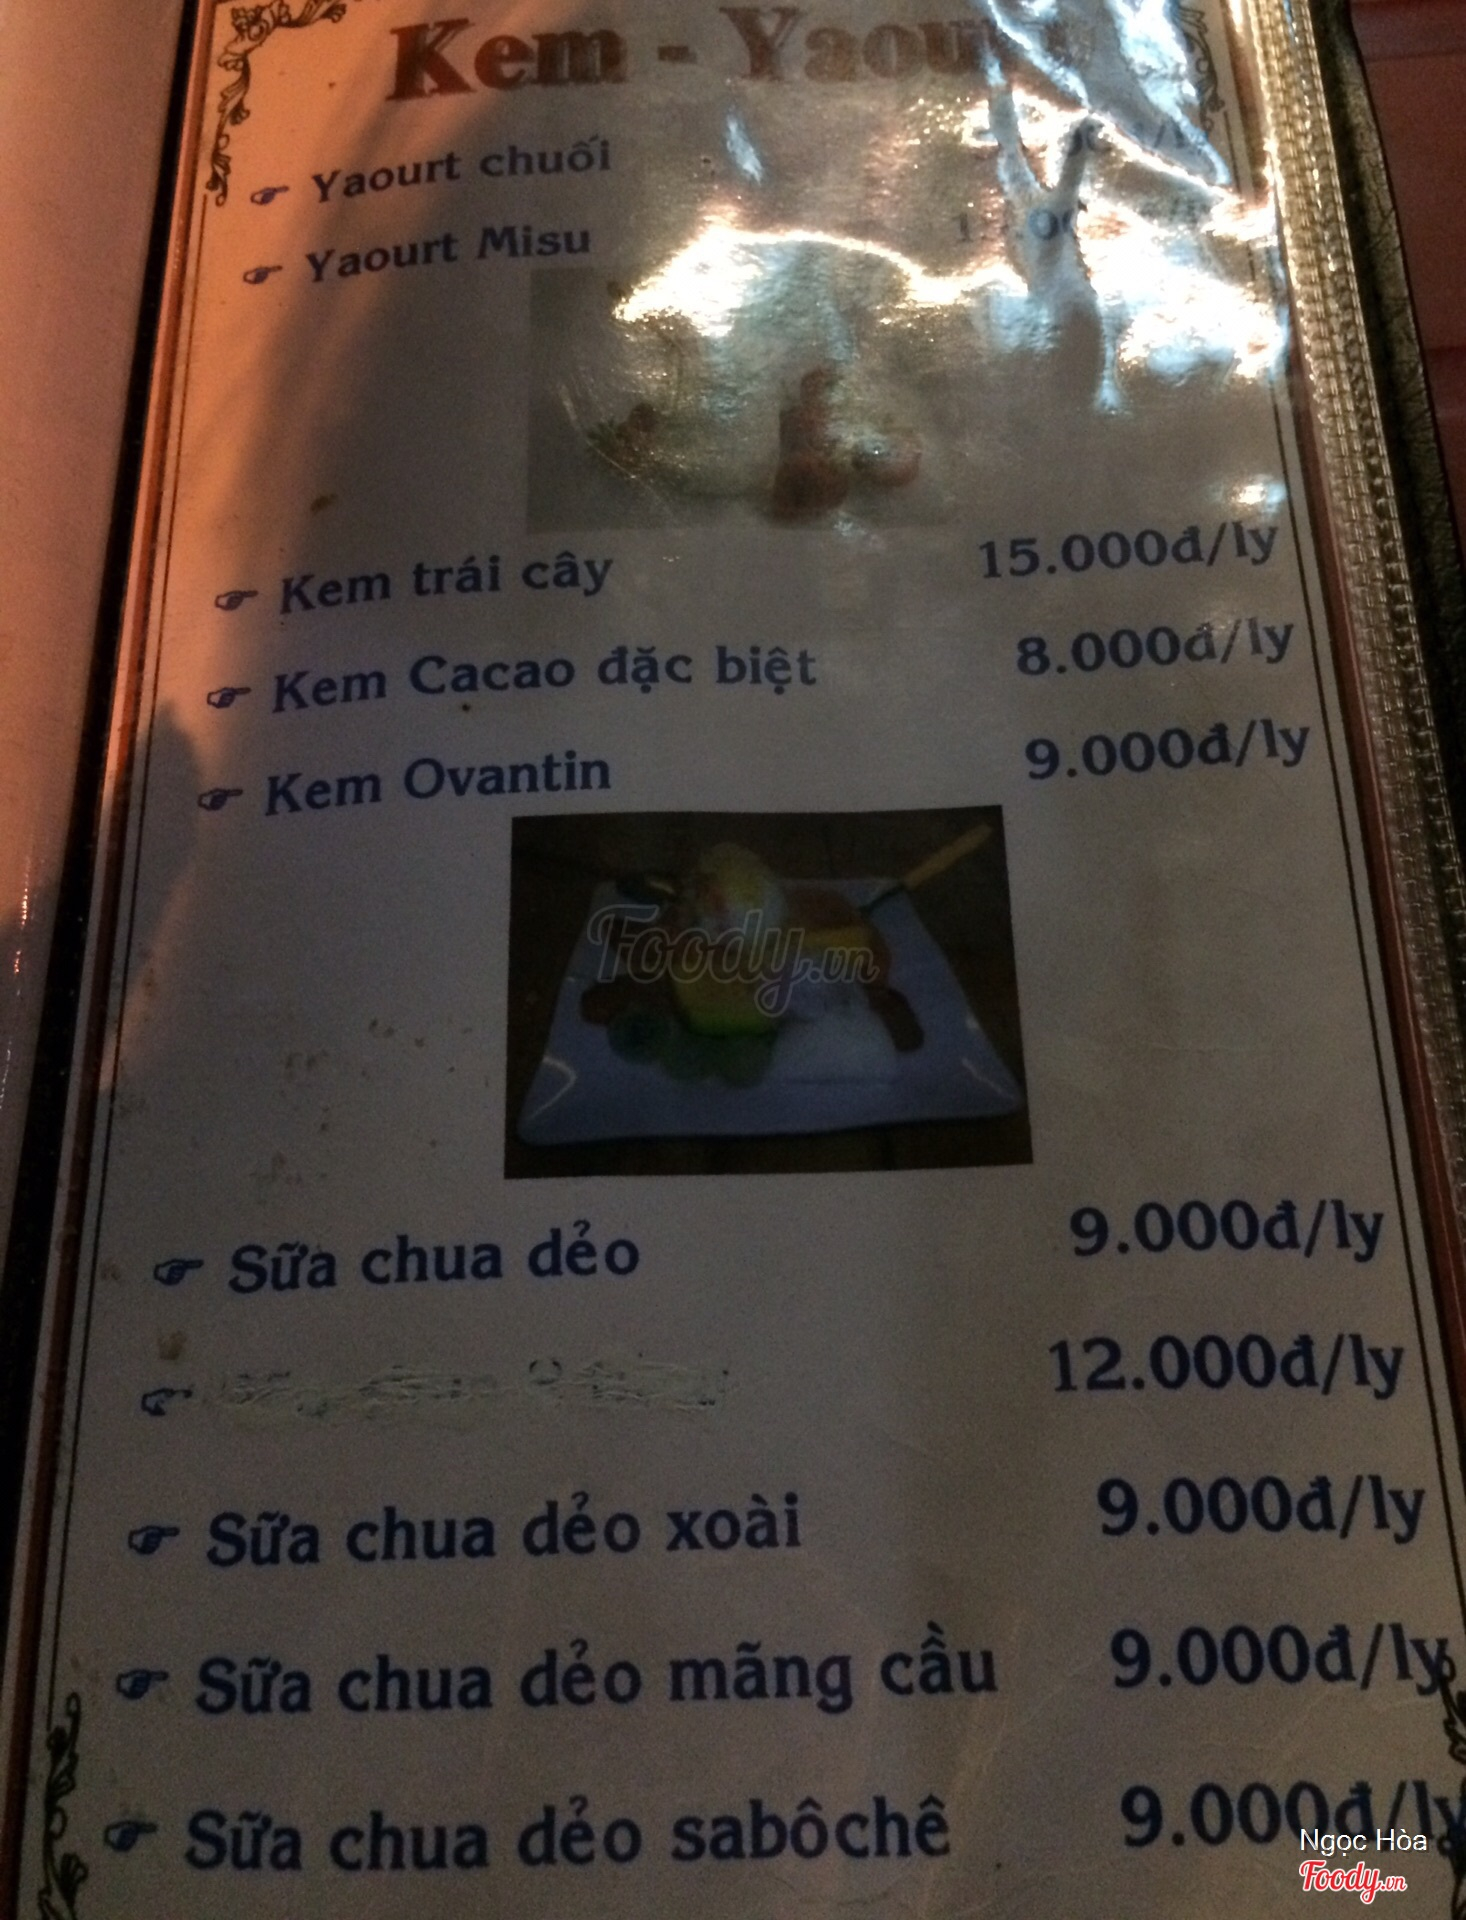 Kem - Yaourt
Yaourt chuối
Yaourt Misu
Kem trái cây 15.000đ/ly
Kem Cacao đặc biệt 8.000đ/ly
Kem Ovantin 9.000đ/ly
Foody.vn
Sữa chua dẻo 9.000đ/ly
12.000đ/ly
Sữa chua dẻo xoài 9.000đ/ly
Sữa chua dẻo mãng cầu 9.000đ/ly
Sữa chua dẻo sabôchê 9.000đ/ly
Ngọc Hòa
Foody.vn